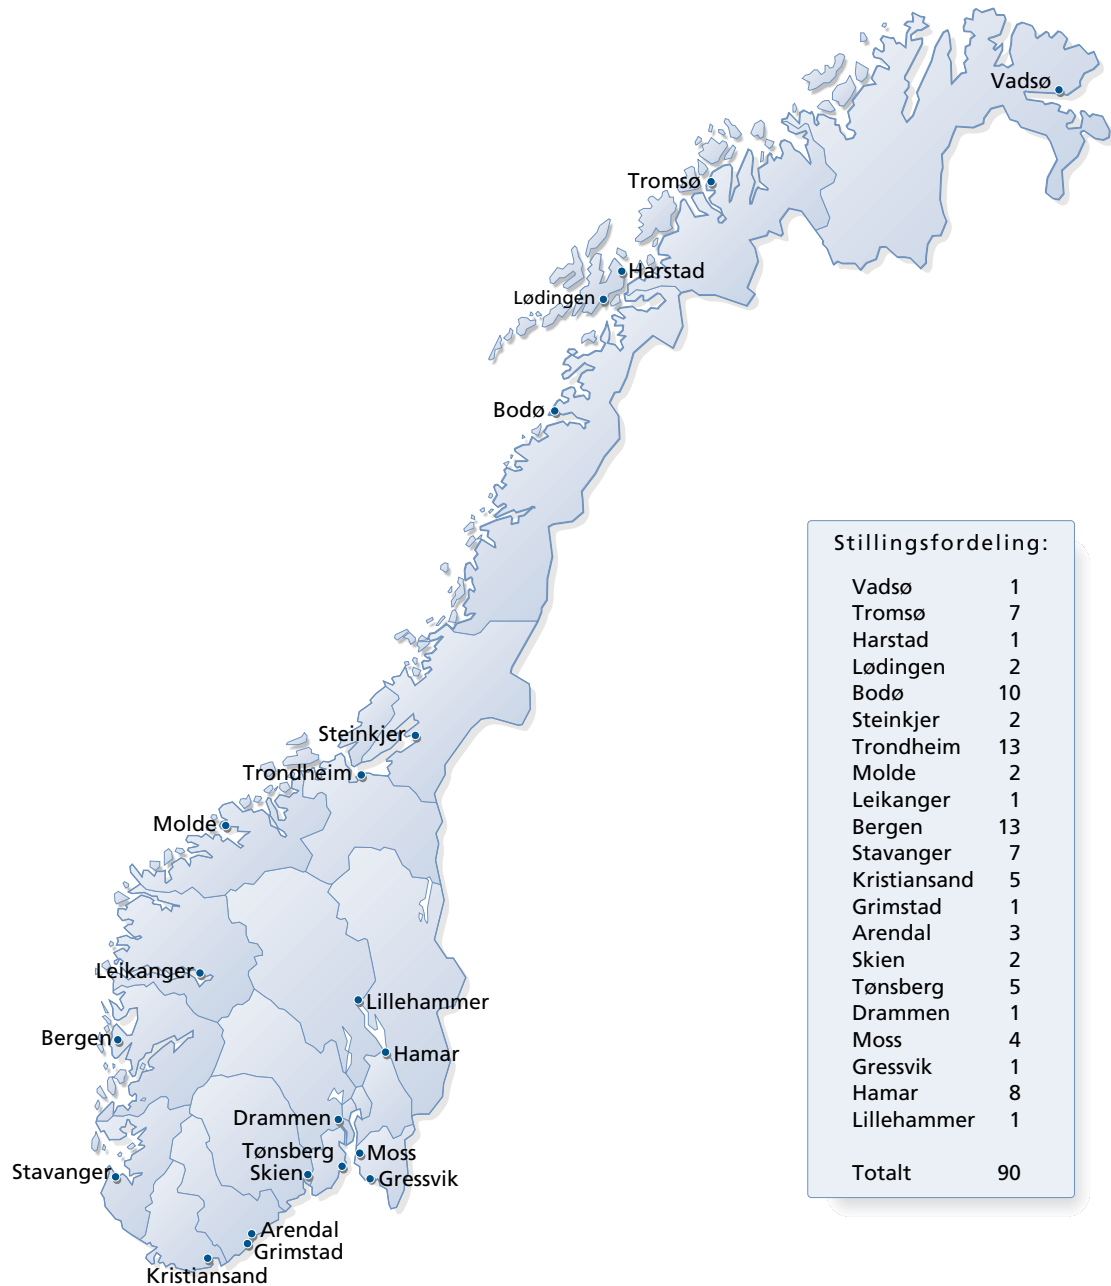 Vadsø
Tromsø
Harstad
Lødingen
Bodø
Steinkjer
Trondheim
Molde
Leikanger
Lillehammer
Bergen
Hamar
Drammen
Tønsberg
Moss
Skien
Stavanger
Gressvik
Arendal
Grimstad
Kristiansand
Stillingsfordeling:
Vadsø 1
Tromsø 7
Harstad 1
Lødingen 2
Bodø 10
Steinkjer 2
Trondheim 13
Molde 2
Leikanger 1
Bergen 13
Stavanger 7
Kristiansand 5
Grimstad 1
Arendal 3
Skien 2
Tønsberg 5
Drammen 1
Moss 4
Gressvik 1
Hamar 8
Lillehammer 1
Totalt 90